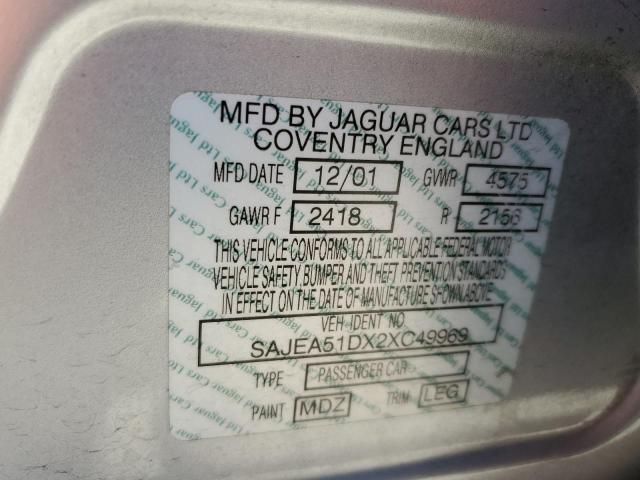 MFD BY JAGUAR CARS LTD
COVENTRY ENGLAND
MFD DATE 12/01 GVWR 4575
GAWR F 2418 R 2156
THIS VEHICLE CONFORMS TO ALL APPLICABLE FEDERAL MOTOR
VEHICLE SAFETY, BUMPER AND THEFT PREVENTION STANDARDS
IN EFFECT ON THE DATE OF MANUFACTURE SHOWN ABOVE
VEH IDENT NO
SAJEA51DX2XC49969
TYPE PASSENGER CAR
PAINT MDZ TRIM LEG